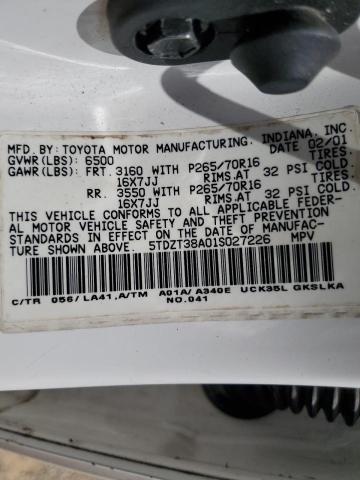 MFD. BY: TOYOTA MOTOR MANUFACTURING. INDIANA, INC.
GVWR(LBS): 6500 DATE 02/01
GAWR(LBS): FRT. 3160 WITH P265/70R16 TIRES.
16X7JJ RIMS.AT 32 PSI COLD.
RR. 3550 WITH P265/70R16 TIRES.
16X7JJ RIMS.AT 32 PSI COLD.
THIS VEHICLE CONFORMS TO ALL APPLICABLE FEDER-
AL MOTOR VEHICLE SAFETY AND THEFT PREVENTION
STANDARDS IN EFFECT ON THE DATE OF MANUFAC-
TURE SHOWN ABOVE. 5TDZT38A01S027226 MPV
C/TR 056/LA41,A/TM A01A/A340E UCK35L GKSLKA
NO.041